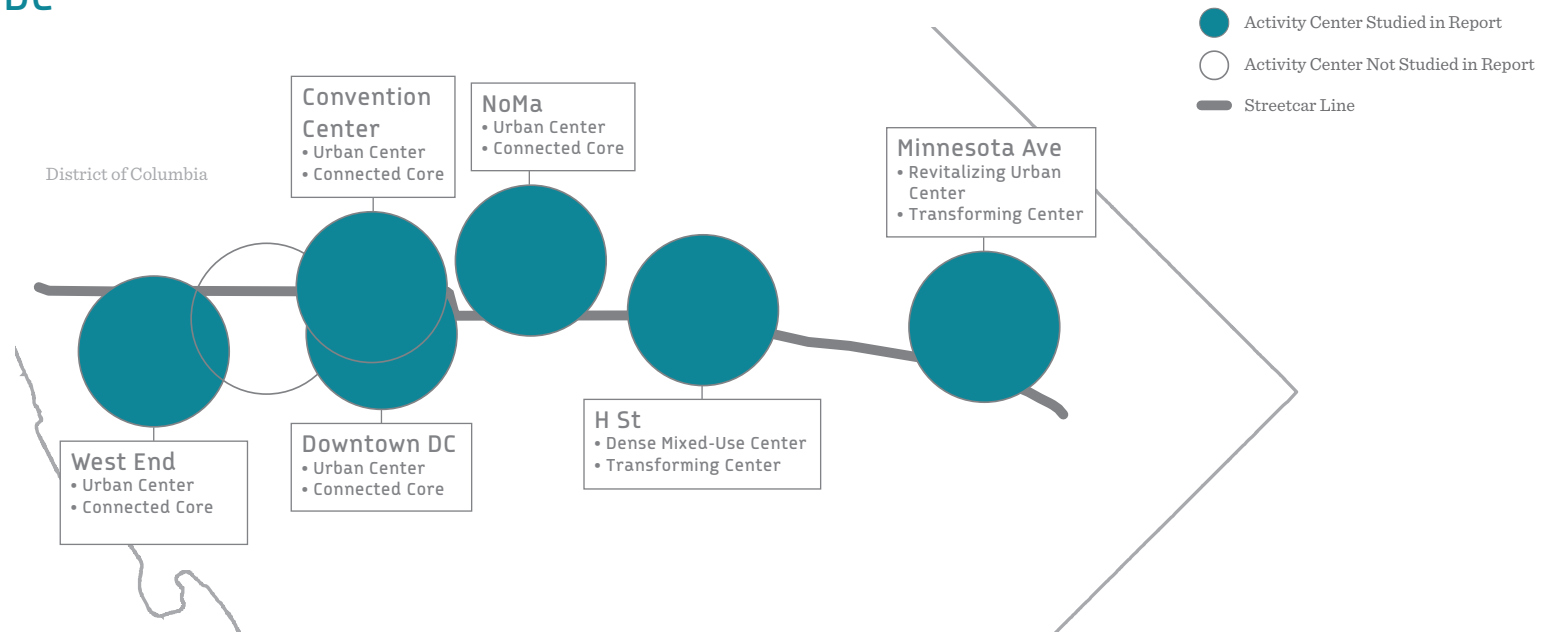 DC
Activity Center Studied in Report
Activity Center Not Studied in Report
Streetcar Line
District of Columbia
Convention
Center
• Urban Center
• Connected Core
NoMa
• Urban Center
• Connected Core
Minnesota Ave
• Revitalizing Urban
Center
• Transforming Center
West End
• Urban Center
• Connected Core
Downtown DC
• Urban Center
• Connected Core
H St
• Dense Mixed-Use Center
• Transforming Center